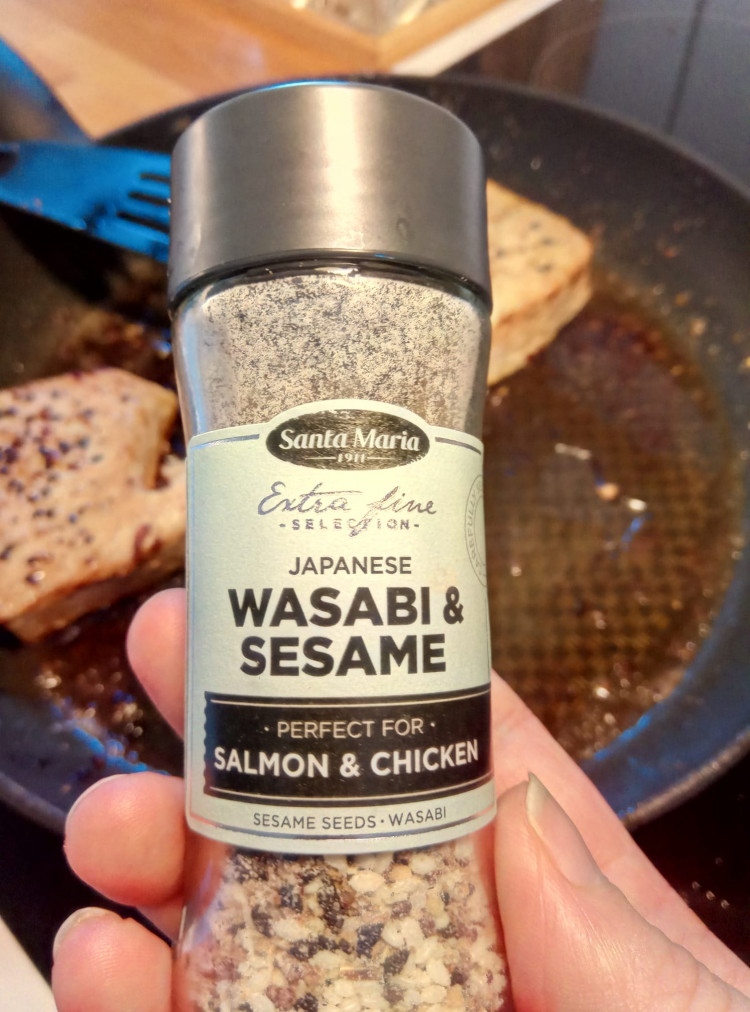 Santa Maria
1911
Extra fine
-SELECTION-
JAPANESE
WASABI &
SESAME
· PERFECT FOR ·
SALMON & CHICKEN
SESAME SEEDS · WASABI